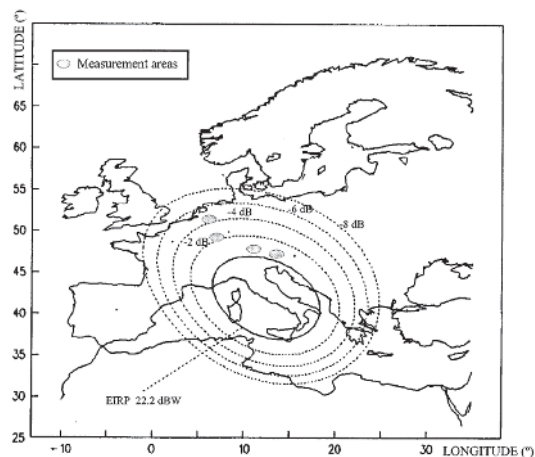 LATITUDE (º)
70
65
60
55
50
45
40
35
30
25
Measurement areas
-2 dB
-4 dB
-6 dB
-8 dB
EIRP 22.2 dBW
-10
0
10
20
30
LONGITUDE (º)